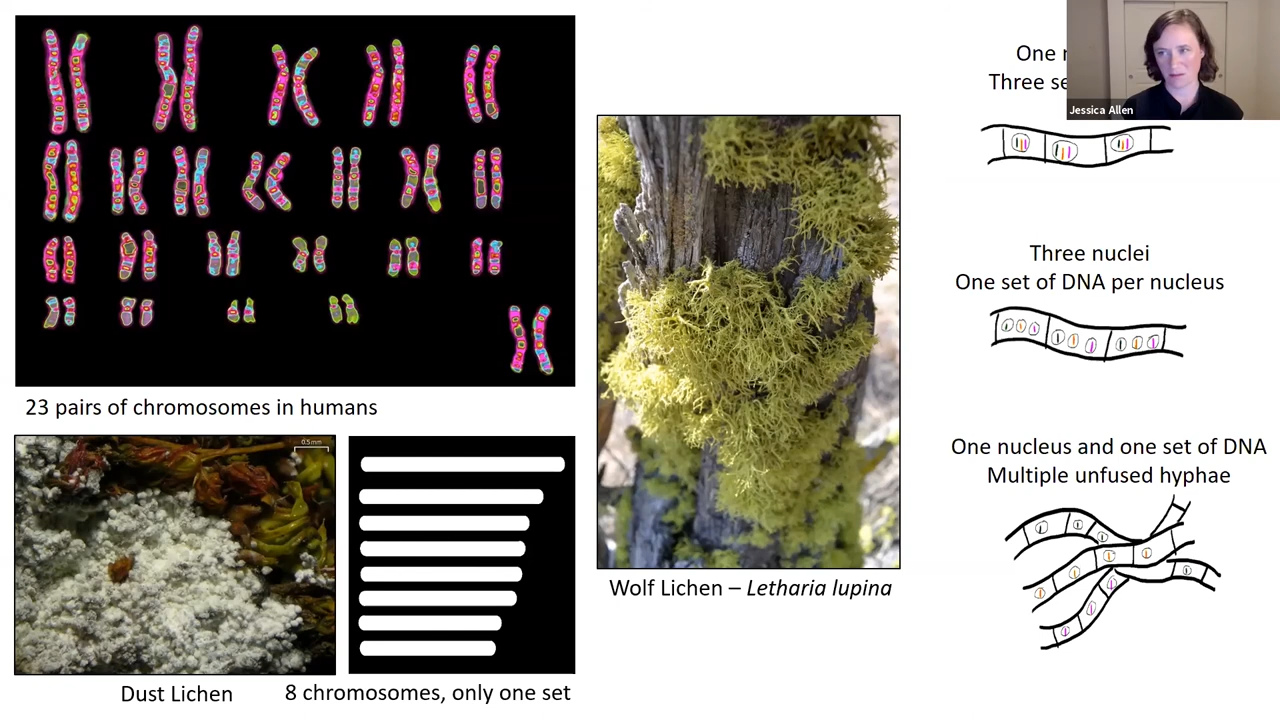 23 pairs of chromosomes in humans
0.5mm
Dust Lichen
8 chromosomes, only one set
Wolf Lichen – Letharia lupina
One
Three
Jessica Allen
Three nuclei
One set of DNA per nucleus
One nucleus and one set of DNA
Multiple unfused hyphae